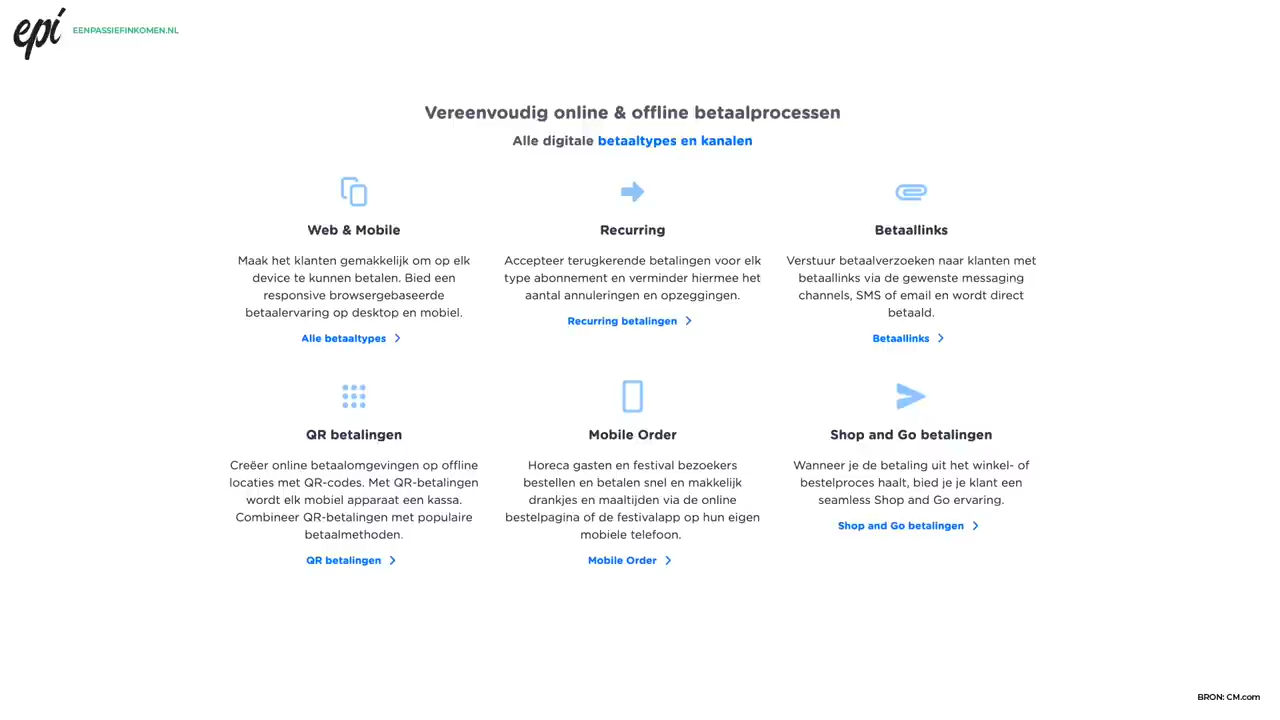 epi
EENPASSIEFINKOMEN.NL
Vereenvoudig online & offline betaalprocessen
Alle digitale betaaltypes en kanalen
Web & Mobile
Maak het klanten gemakkelijk om op elk
device te kunnen betalen. Bied een
responsive browsergebaseerde
betaalervaring op desktop en mobiel.
Alle betaaltypes
Recurring
Accepteer terugkerende betalingen voor elk
type abonnement en verminder hiermee het
aantal annuleringen en opzeggingen.
Recurring betalingen
Betaallinks
Verstuur betaalverzoeken naar klanten met
betaallinks via de gewenste messaging
channels, SMS of email en wordt direct
betaald.
Betaallinks
QR betalingen
Creëer online betaalomgevingen op offline
locaties met QR-codes. Met QR-betalingen
wordt elk mobiel apparaat een kassa.
Combineer QR-betalingen met populaire
betaalmethoden.
QR betalingen
Mobile Order
Horeca gasten en festival bezoekers
bestellen en betalen snel en makkelijk
drankjes en maaltijden via de online
bestelpagina of de festivalapp op hun eigen
mobiele telefoon.
Mobile Order
Shop and Go betalingen
Wanneer je de betaling uit het winkel- of
bestelproces haalt, bied je je klant een
seamless Shop and Go ervaring.
Shop and Go betalingen
BRON: CM.com